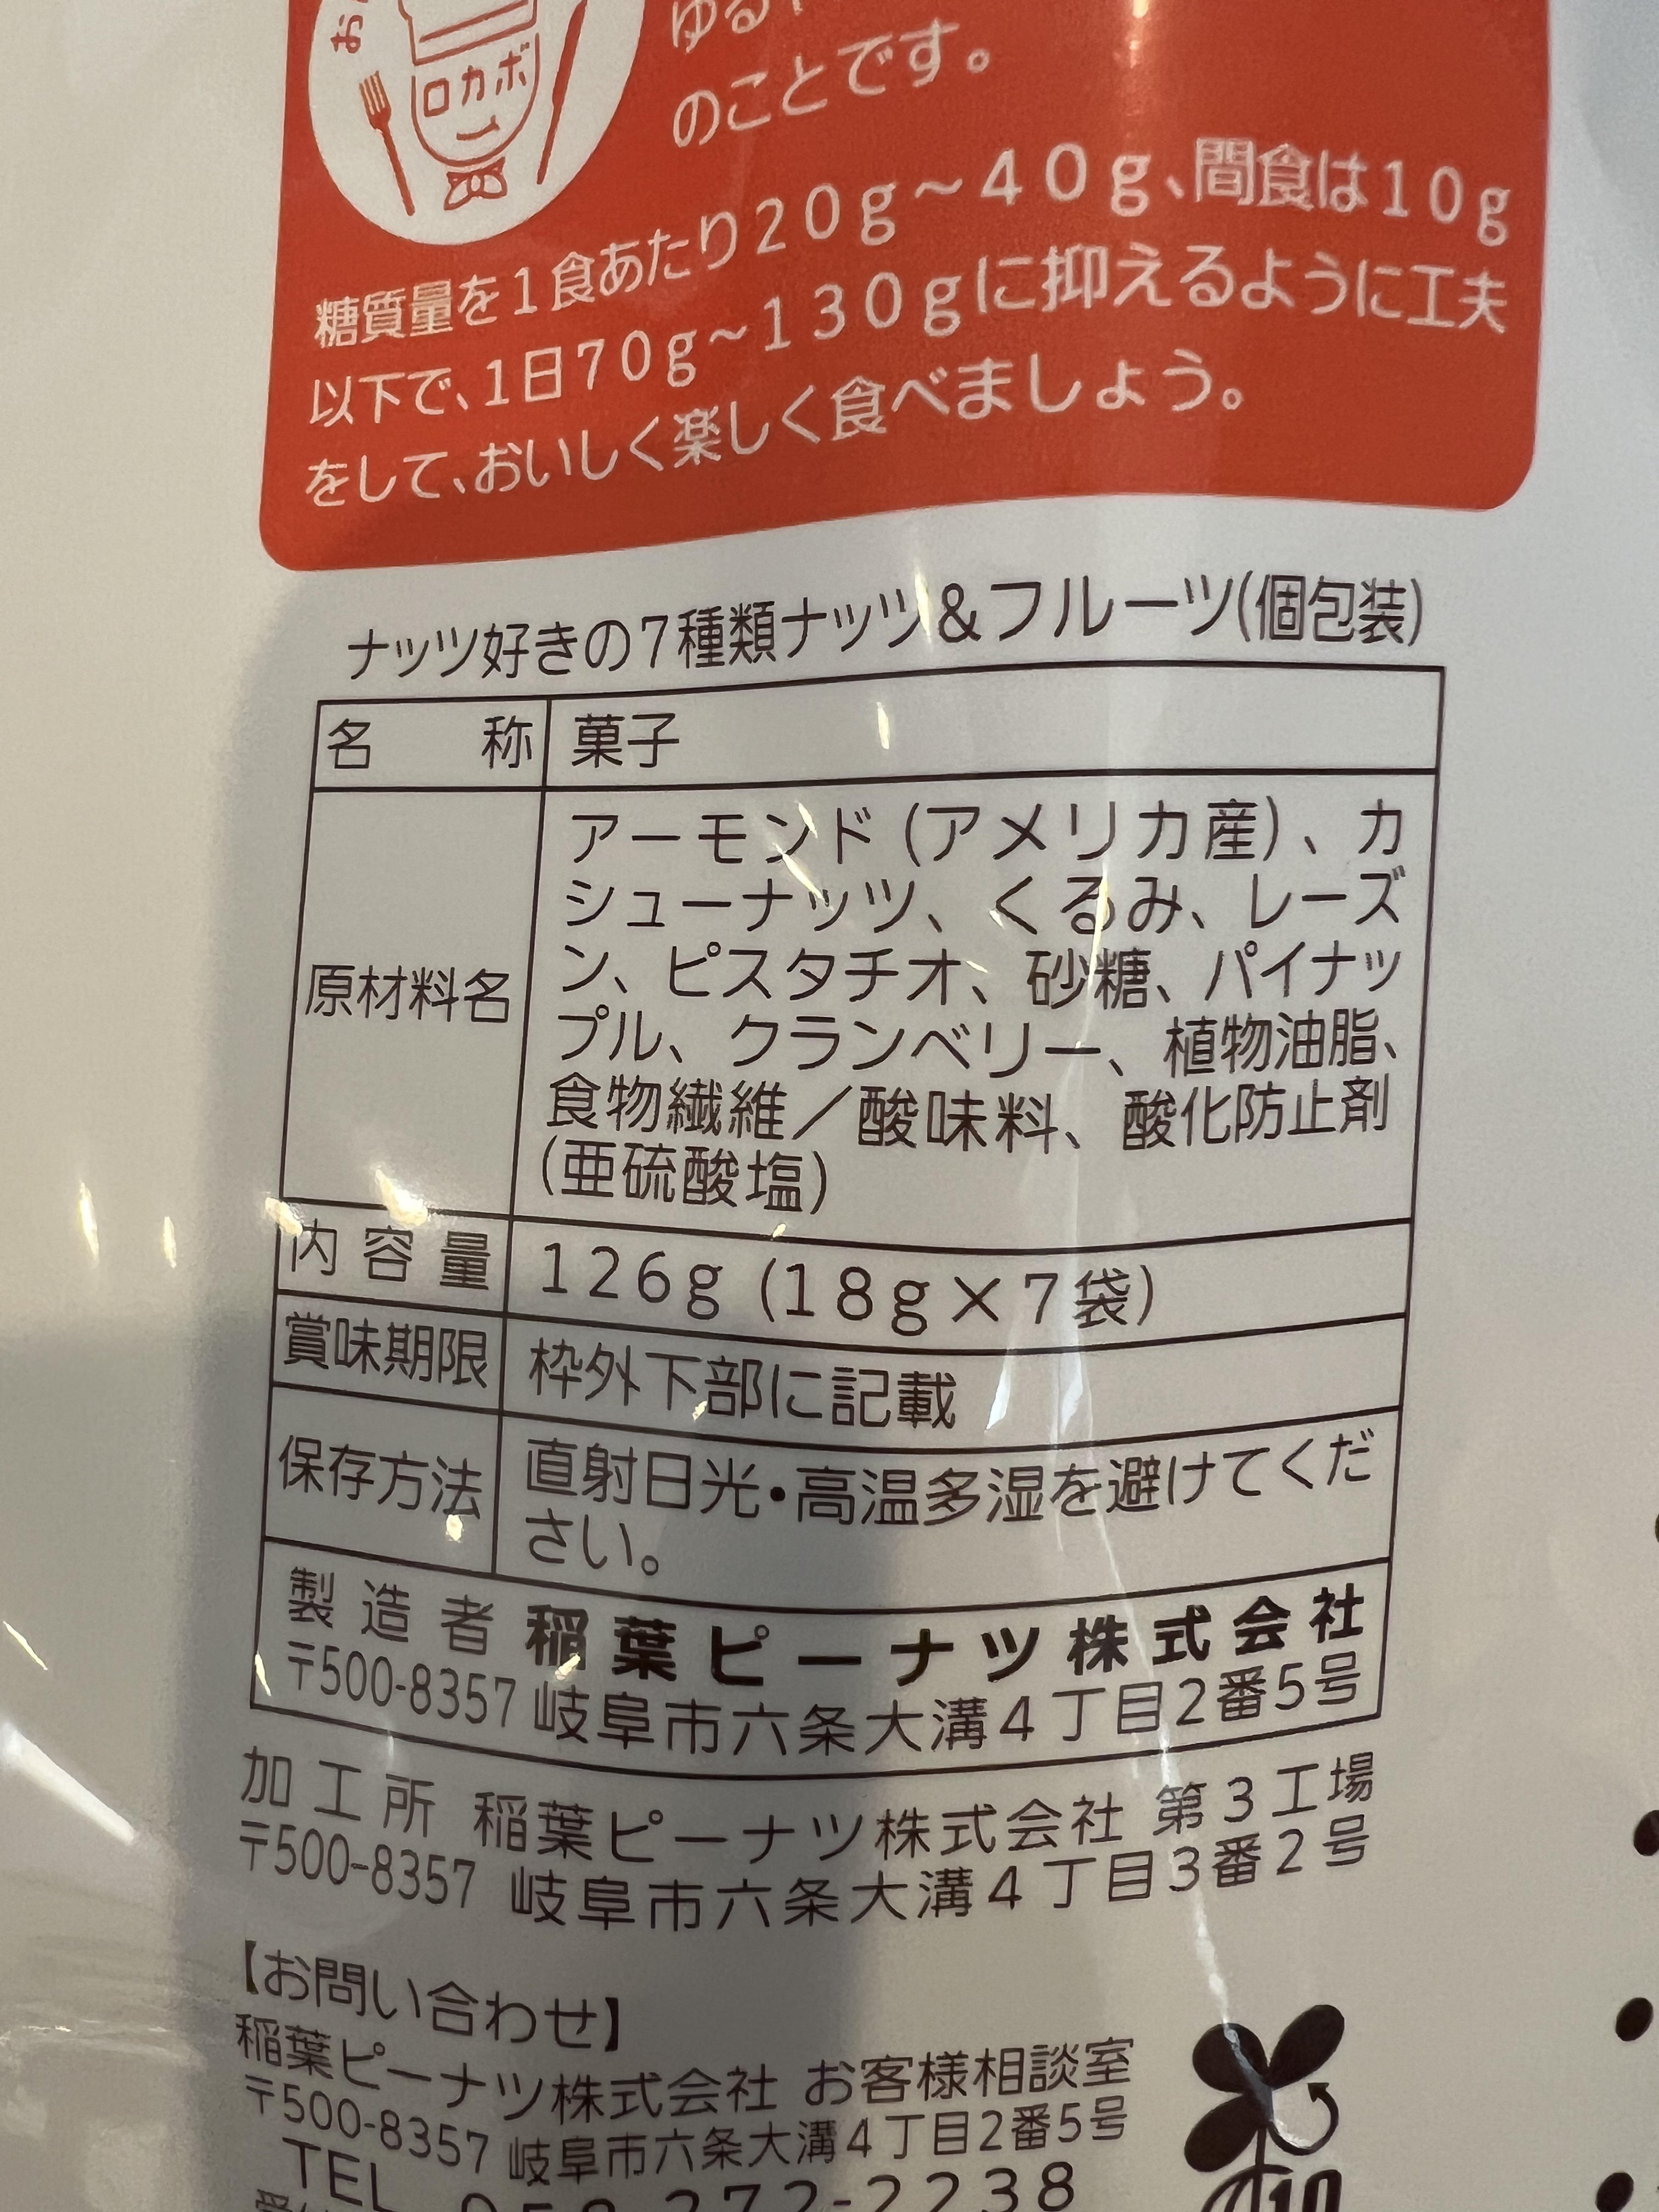 お
ロカボ
ゆる
のことです。
糖質量を1食あたり20g~40g、間食は10g
以下で、1日70g~130gに抑えるように工夫
をして、おいしく楽しく食べましょう。
ナッツ好きの7種類ナッツ&フルーツ(個包装)
名 称 菓子
原材料名 アーモンド(アメリカ産)、カ
シューナッツ、くるみ、レーズ
ン、ピスタチオ、砂糖、パイナッ
プル、クランベリー、植物油脂、
食物繊維/酸味料、酸化防止剤
(亜硫酸塩)
内容量 126g (18g×7袋)
賞味期限 枠外下部に記載
保存方法 直射日光・高温多湿を避けてくだ
さい。
製造者 稲葉ピーナツ株式会社
〒500-8357 岐阜市六条大溝4丁目2番5号
加工所 稲葉ピーナツ株式会社 第3工場
〒500-8357 岐阜市六条大溝4丁目3番2号
【お問い合わせ】
稲葉ピーナツ株式会社 お客様相談室
〒500-8357 岐阜市六条大溝4丁目2番5号
TEL 058-272-2238